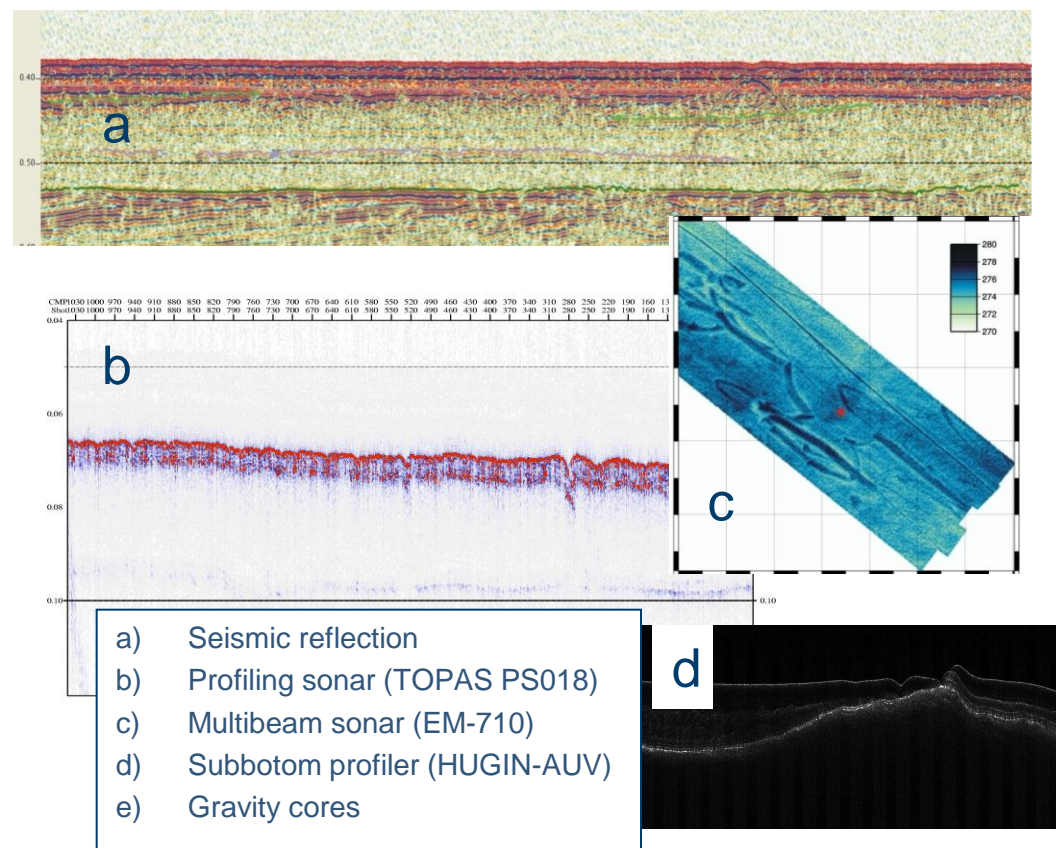 0.40
a
0.50
280
278
276
274
272
270
c
CMP1030 1000 970 940 910 880 850 820 790 760 730 700 670 640 610 580 550 520 490 460 430 400 370 340 310 280 250 220 190 160 13
Shot1030 1000 970 940 910 880 850 820 790 760 730 700 670 640 610 580 550 520 490 460 430 400 370 340 310 280 250 220 190 160 13
0.04
b
0.06
0.08
0.10 0.10
a) Seismic reflection
b) Profiling sonar (TOPAS PS018)
c) Multibeam sonar (EM-710)
d) Subbotom profiler (HUGIN-AUV)
e) Gravity cores
d